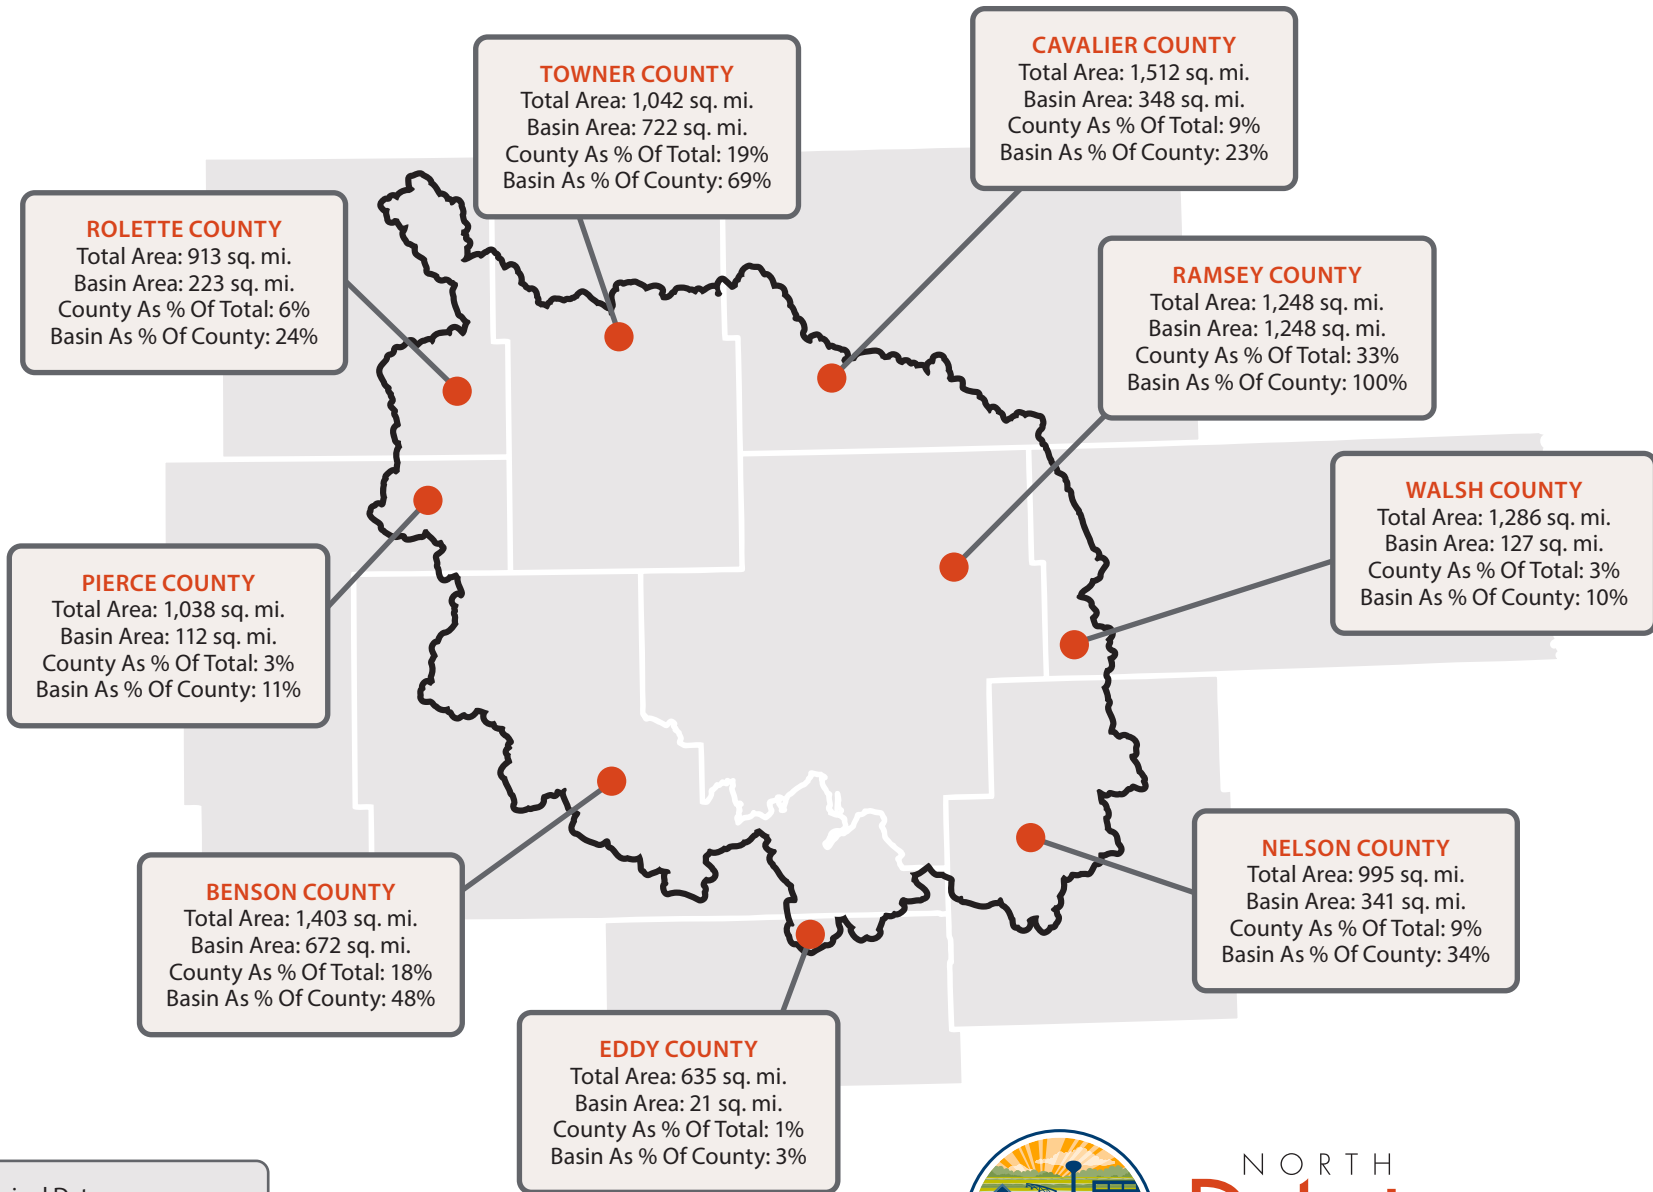 TOWNER COUNTY
Total Area: 1,042 sq. mi.
Basin Area: 722 sq. mi.
County As % Of Total: 19%
Basin As % Of County: 69%
CAVALIER COUNTY
Total Area: 1,512 sq. mi.
Basin Area: 348 sq. mi.
County As % Of Total: 9%
Basin As % Of County: 23%
ROLETTE COUNTY
Total Area: 913 sq. mi.
Basin Area: 223 sq. mi.
County As % Of Total: 6%
Basin As % Of County: 24%
RAMSEY COUNTY
Total Area: 1,248 sq. mi.
Basin Area: 1,248 sq. mi.
County As % Of Total: 33%
Basin As % Of County: 100%
WALSH COUNTY
Total Area: 1,286 sq. mi.
Basin Area: 127 sq. mi.
County As % Of Total: 3%
Basin As % Of County: 10%
PIERCE COUNTY
Total Area: 1,038 sq. mi.
Basin Area: 112 sq. mi.
County As % Of Total: 3%
Basin As % Of County: 11%
BENSON COUNTY
Total Area: 1,403 sq. mi.
Basin Area: 672 sq. mi.
County As % Of Total: 18%
Basin As % Of County: 48%
NELSON COUNTY
Total Area: 995 sq. mi.
Basin Area: 341 sq. mi.
County As % Of Total: 9%
Basin As % Of County: 34%
EDDY COUNTY
Total Area: 635 sq. mi.
Basin Area: 21 sq. mi.
County As % Of Total: 1%
Basin As % Of County: 3%
NORTH